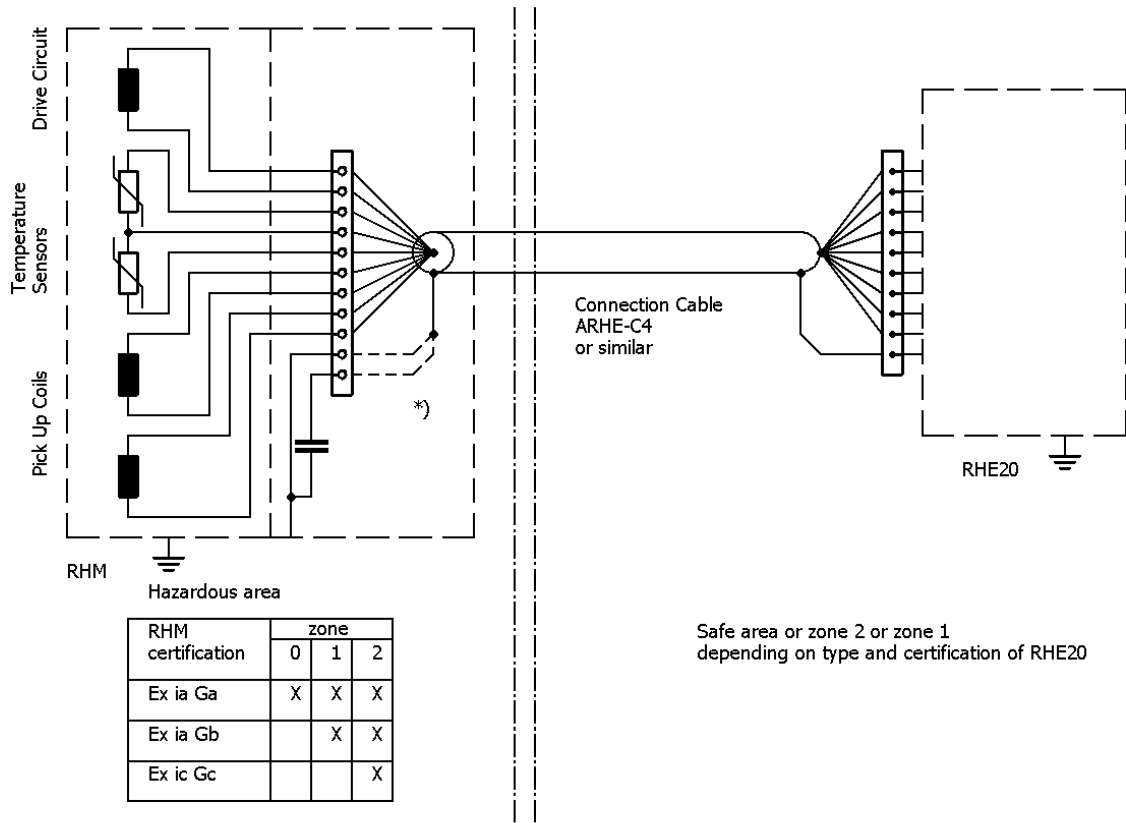 Drive Circuit
Temperature
Sensors
Pick Up Coils
Connection Cable
ARHE-C4
or similar
*)
RHE20
RHM
Hazardous area
RHM
certification
zone
0 1 2
Ex ia Ga X X X
Ex ia Gb X X
Ex ic Gc X
Safe area or zone 2 or zone 1
depending on type and certification of RHE20